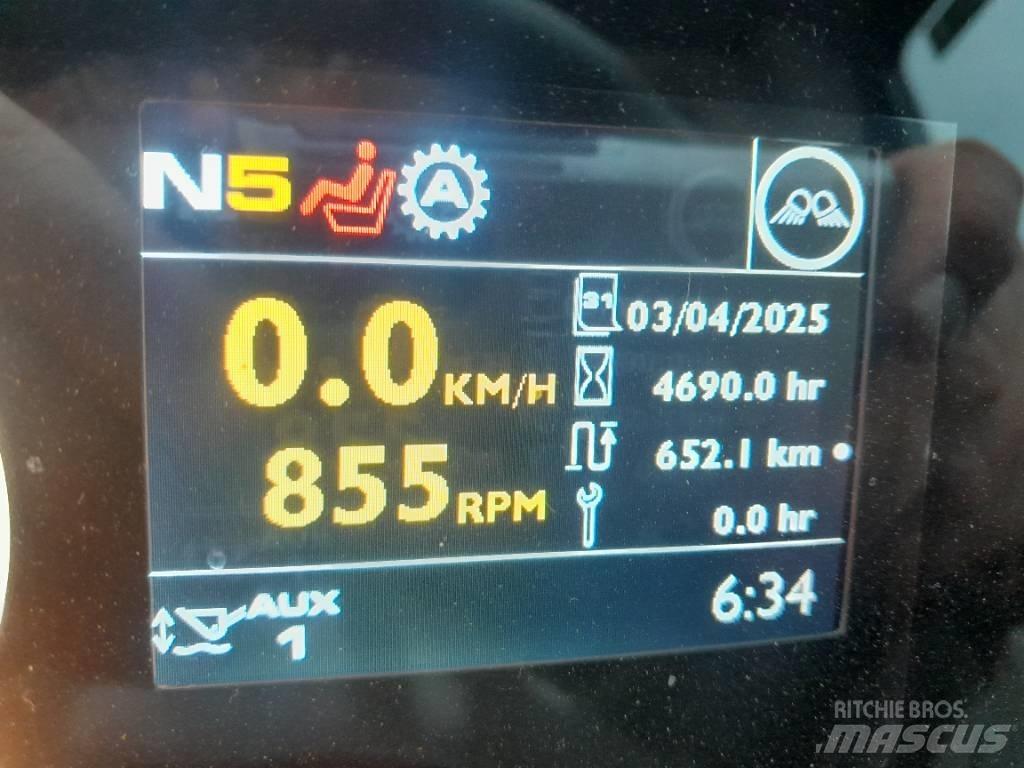 N5 A
31 03/04/2025
0.0 KM/H
4690.0 hr
652.1 km
855 RPM
0.0 hr
AUX 1
6:34
RITCHIE BROS.
MASCUS